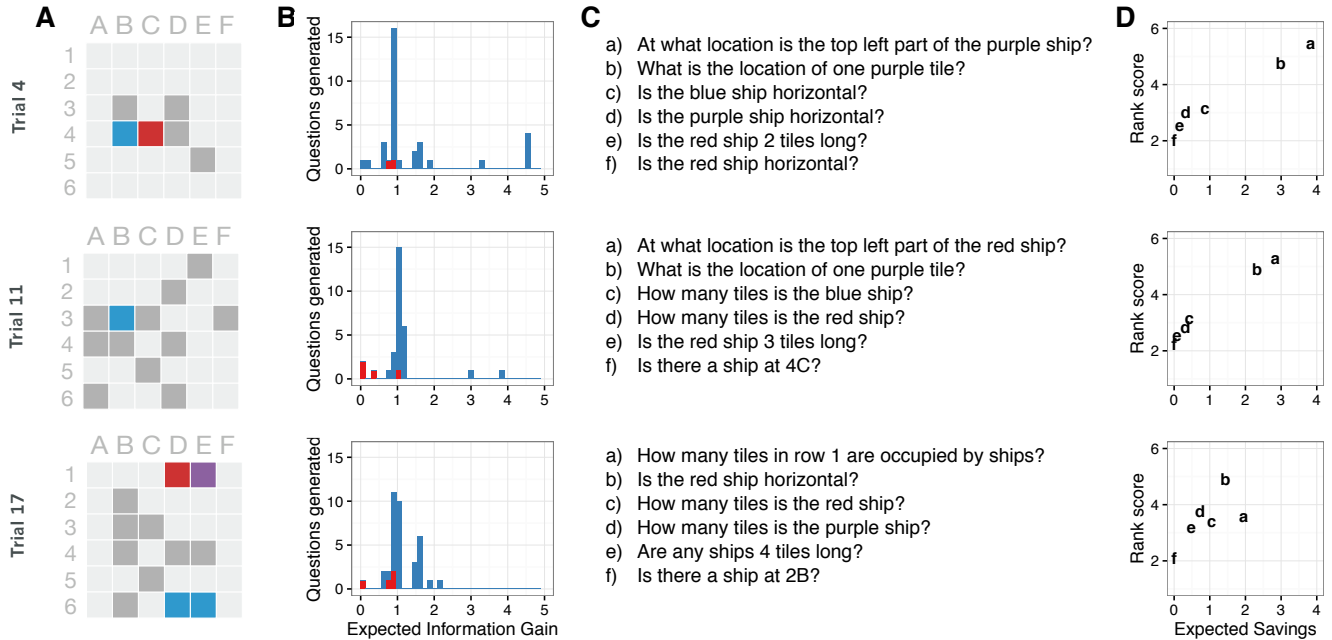 A
B
C
D
Trial 4
A B C D E F
1
2
3
4
5
6
Questions generated
15
10
5
0
0 1 2 3 4 5
a) At what location is the top left part of the purple ship?
b) What is the location of one purple tile?
c) Is the blue ship horizontal?
d) Is the purple ship horizontal?
e) Is the red ship 2 tiles long?
f) Is the red ship horizontal?
Rank score
6
4
2
a
b
c
d
e
f
0 1 2 3 4
Trial 11
A B C D E F
1
2
3
4
5
6
Questions generated
15
10
5
0
0 1 2 3 4 5
a) At what location is the top left part of the red ship?
b) What is the location of one purple tile?
c) How many tiles is the blue ship?
d) How many tiles is the red ship?
e) Is the red ship 3 tiles long?
f) Is there a ship at 4C?
Rank score
6
4
2
a
b
c
d
e
f
0 1 2 3 4
Trial 17
A B C D E F
1
2
3
4
5
6
Questions generated
15
10
5
0
0 1 2 3 4 5
Expected Information Gain
a) How many tiles in row 1 are occupied by ships?
b) Is the red ship horizontal?
c) How many tiles is the red ship?
d) How many tiles is the purple ship?
e) Are any ships 4 tiles long?
f) Is there a ship at 2B?
Rank score
6
4
2
b
d
c
a
e
f
0 1 2 3 4
Expected Savings